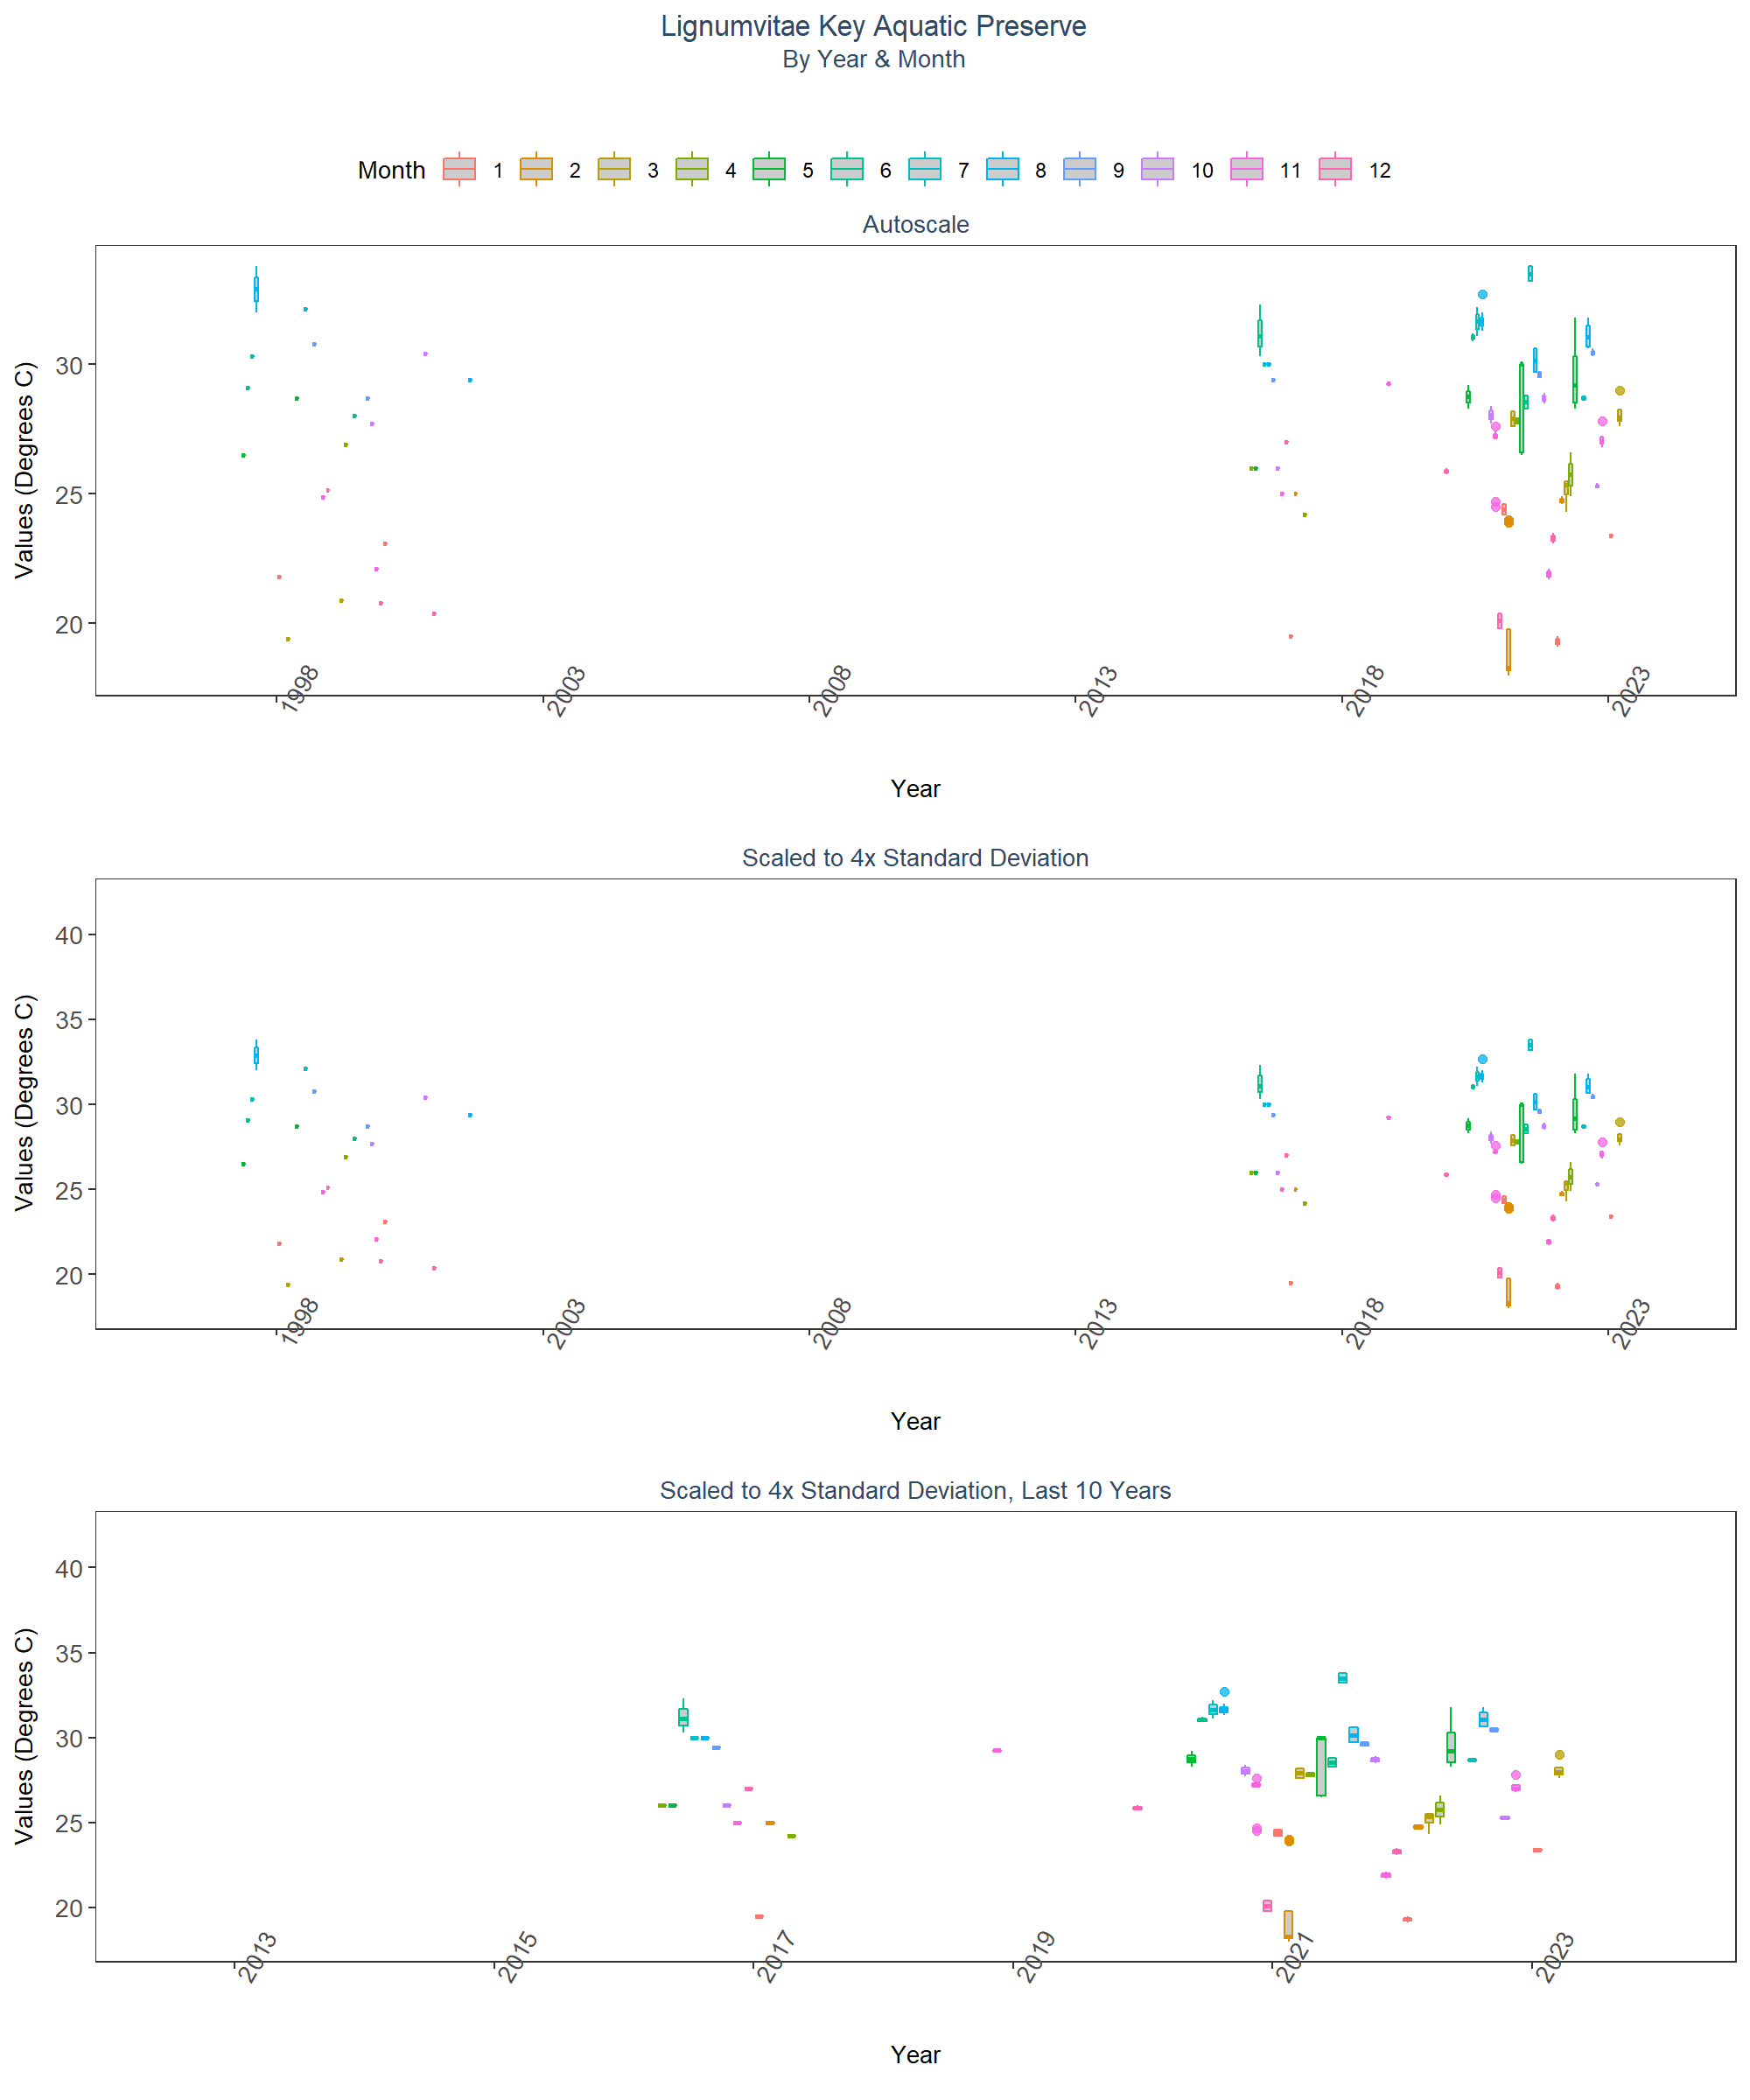 Lignumvitae Key Aquatic Preserve
By Year & Month
Month 1 2 3 4 5 6 7 8 9 10 11 12
Autoscale
Values (Degrees C)
30
25
20
1998 2003 2008 2013 2018 2023
Year
Scaled to 4x Standard Deviation
Values (Degrees C)
40
35
30
25
20
1998 2003 2008 2013 2018 2023
Year
Scaled to 4x Standard Deviation, Last 10 Years
Values (Degrees C)
40
35
30
25
20
2013 2015 2017 2019 2021 2023
Year